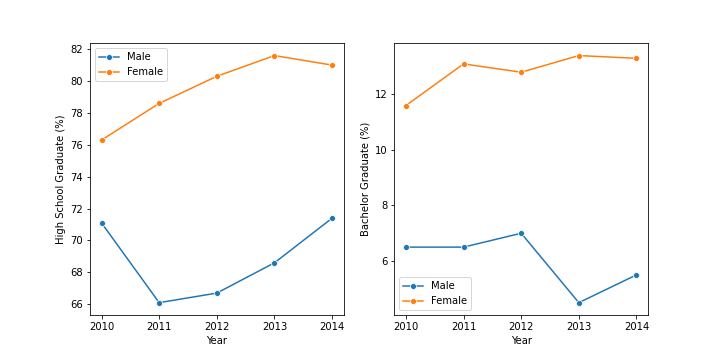 High School Graduate (%)
82
80
78
76
74
72
70
68
66
Male
Female
2010 2011 2012 2013 2014
Year
Bachelor Graduate (%)
12
10
8
6
Male
Female
2010 2011 2012 2013 2014
Year